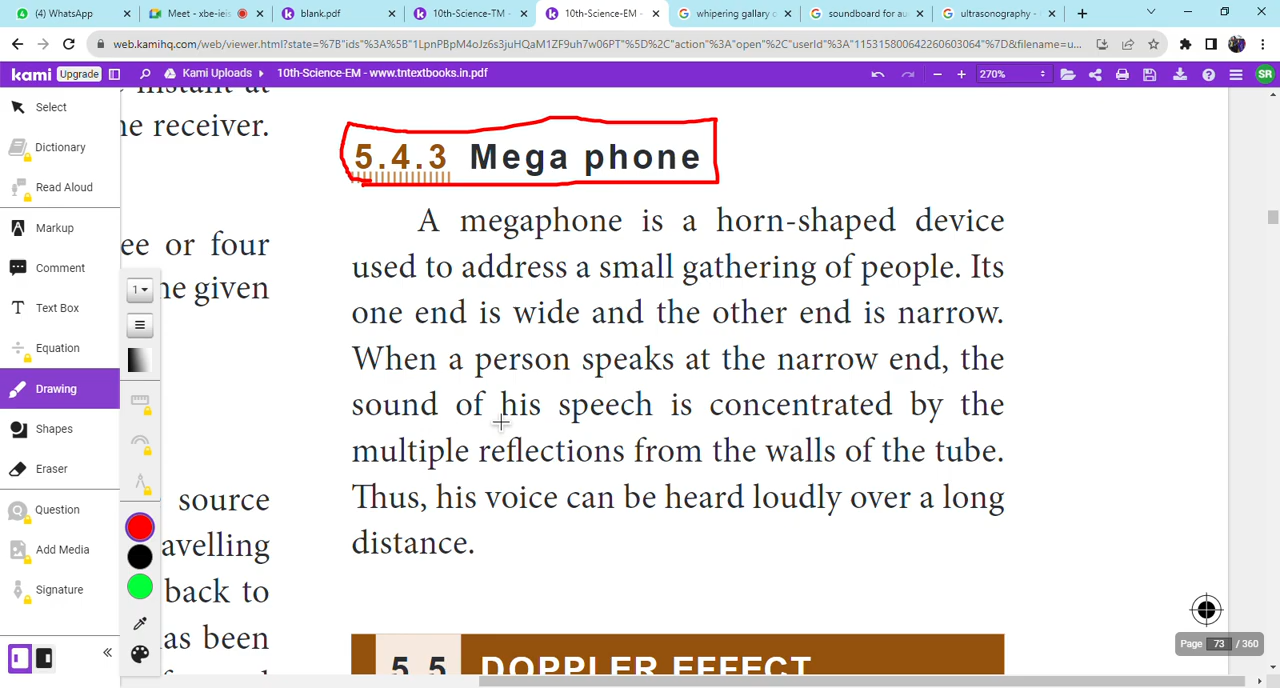 (4) WhatsApp
Meet - xbe-ieis
blank.pdf
10th-Science-TM -
10th-Science-EM -
whipering gallary o
soundboard for au
ultrasonography -
web.kamihq.com/web/viewer.html?state=%7B"ids"%3A%5B"1LpnPBpM4oJz6s3juHQaM1ZF9uh7w06PT"%5D%2C"action"%3A"open"%2C"userId"%3A"115315800642260603064"%7D&filename=u...
kami Upgrade Kami Uploads 10th-Science-EM - www.tntextbooks.in.pdf 270% SR
Select
Dictionary
Read Aloud
Markup
Comment
Text Box
Equation
Drawing
Shapes
Eraser
Question
Add Media
Signature
1
instant at
ne receiver.
ee or four
ne given
source
avelling
back to
as been
5.4.3 Mega phone
A megaphone is a horn-shaped device
used to address a small gathering of people. Its
one end is wide and the other end is narrow.
When a person speaks at the narrow end, the
sound of his speech is concentrated by the
multiple reflections from the walls of the tube.
Thus, his voice can be heard loudly over a long
distance.
5.5 DOPPLER EFFECT
Page 73 / 360